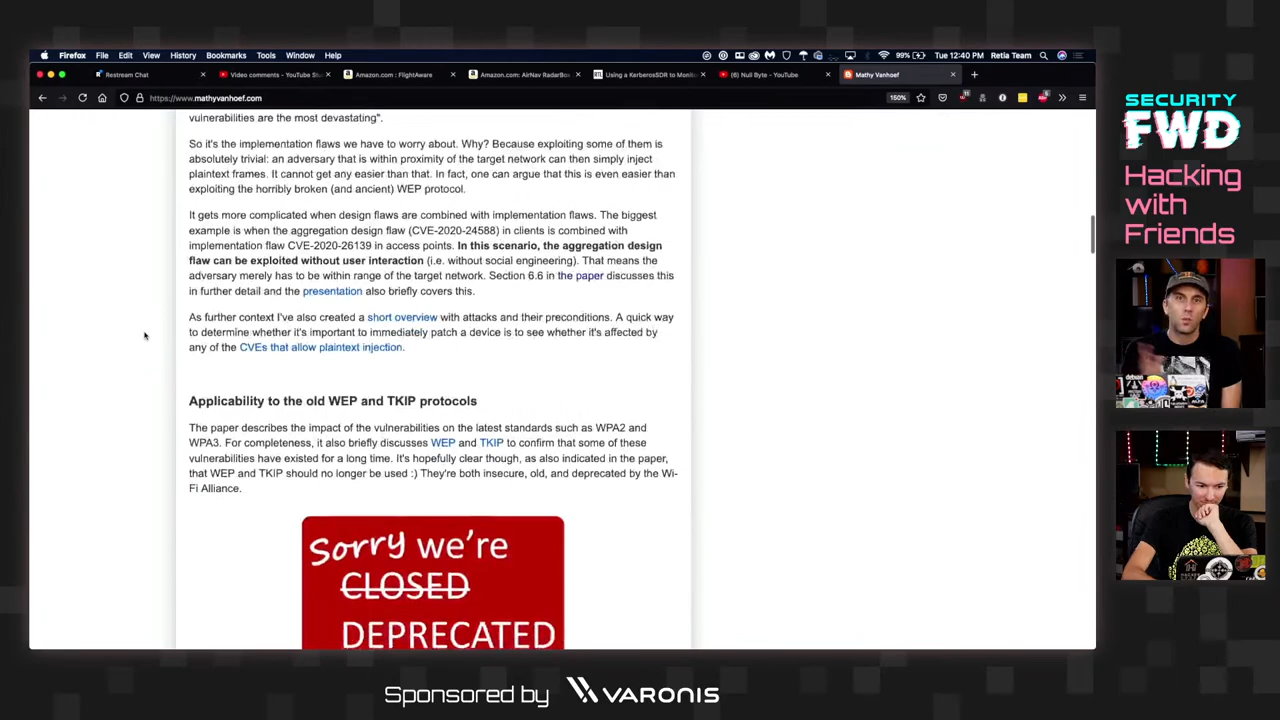 Firefox File Edit View History Bookmarks Tools Window Help
99% Tue 12:40 PM Retia Team
Restream Chat
Video comments - YouTube Stu
Amazon.com : FlightAware
Amazon.com: AirNav RadarBox
Using a KerberosSDR to Monito
(6) Null Byte - YouTube
Mathy Vanhoef
https://www.mathyvanhoef.com
150%
vulnerabilities are the most devastating".
So it's the implementation flaws we have to worry about. Why? Because exploiting some of them is
absolutely trivial: an adversary that is within proximity of the target network can then simply inject
plaintext frames. It cannot get any easier than that. In fact, one can argue that this is even easier than
exploiting the horribly broken (and ancient) WEP protocol.
It gets more complicated when design flaws are combined with implementation flaws. The biggest
example is when the aggregation design flaw (CVE-2020-24588) in clients is combined with
implementation flaw CVE-2020-26139 in access points. In this scenario, the aggregation design
flaw can be exploited without user interaction (i.e. without social engineering). That means the
adversary merely has to be within range of the target network. Section 6.6 in the paper discusses this
in further detail and the presentation also briefly covers this.
As further context I've also created a short overview with attacks and their preconditions. A quick way
to determine whether it's important to immediately patch a device is to see whether it's affected by
any of the CVEs that allow plaintext injection.
Applicability to the old WEP and TKIP protocols
The paper describes the impact of the vulnerabilities on the latest standards such as WPA2 and
WPA3. For completeness, it also briefly discusses WEP and TKIP to confirm that some of these
vulnerabilities have existed for a long time. It's hopefully clear though, as also indicated in the paper,
that WEP and TKIP should no longer be used :) They're both insecure, old, and deprecated by the Wi-
Fi Alliance.
Sorry we're
CLOSED
DEPRECATED
SECURITY
FWD
Hacking
with
Friends
Sponsored by VARONIS